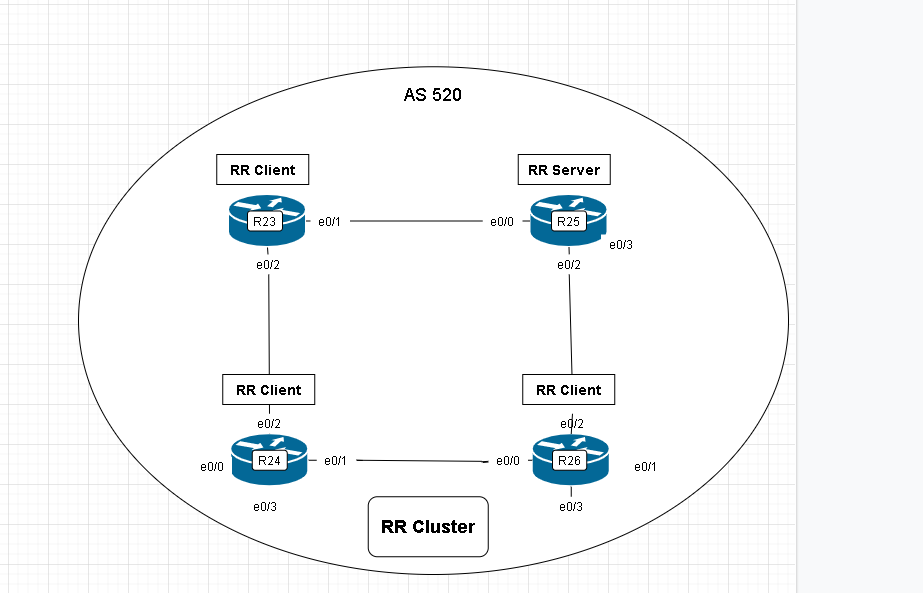 AS 520
RR Client
RR Server
R23
e0/1
e0/0
R25
e0/3
e0/2
e0/2
RR Client
RR Client
e0/2
e0/2
e0/0
R24
e0/1
e0/0
R26
e0/1
e0/3
e0/3
RR Cluster